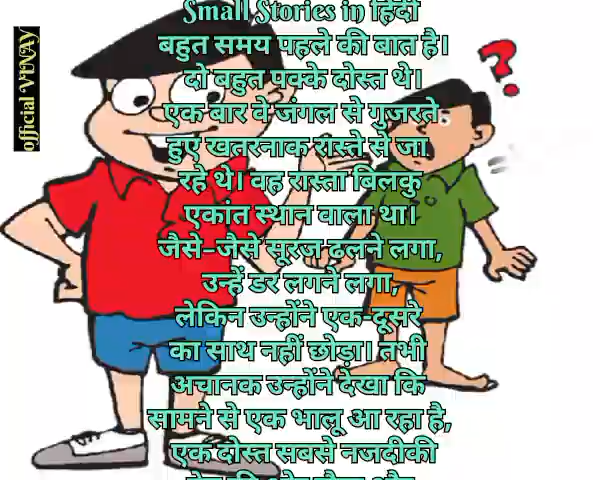 official VINAY
Small Stories in हिंदी
बहुत समय पहले की बात है।
दो बहुत पक्के दोस्त थे।
एक बार वे जंगल से गुजरते
हुए खतरनाक रास्ते से जा
रहे थे। वह रास्ता बिलकु
एकांत स्थान वाला था।
जैसे-जैसे सूरज ढलने लगा,
उन्हें डर लगने लगा,
लेकिन उन्होंने एक-दूसरे
का साथ नहीं छोड़ा। तभी
अचानक उन्होंने देखा कि
सामने से एक भालू आ रहा है,
एक दोस्त सबसे नजदीकी